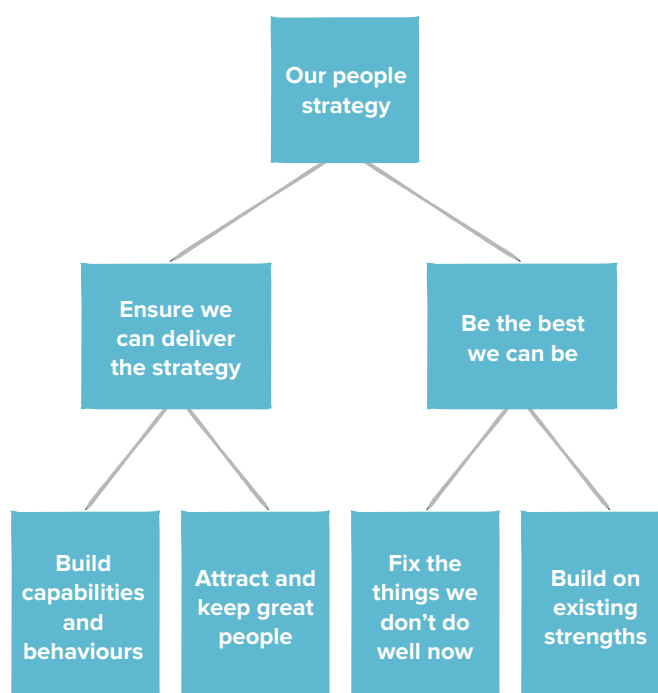 Our people
strategy
Ensure we
can deliver
the strategy
Be the best
we can be
Build
capabilities
and
behaviours
Attract and
keep great
people
Fix the
things we
don’t do
well now
Build on
existing
strengths